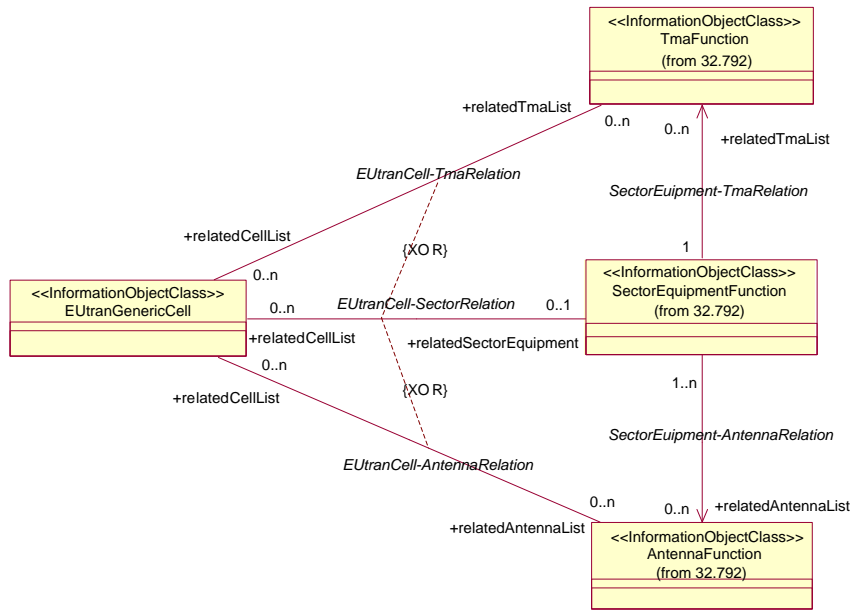 <<InformationObjectClass>>
TmaFunction
(from 32.792)
+relatedTmaList
0..n
0..n
+relatedTmaList
EUtranCell-TmaRelation
SectorEuipment-TmaRelation
+relatedCellList
{XOR}
1
0..n
<<InformationObjectClass>>
EUtranGenericCell
0..n
EUtranCell-SectorRelation
0..1
<<InformationObjectClass>>
SectorEquipmentFunction
(from 32.792)
+relatedCellList
+relatedSectorEquipment
0..n
+relatedCellList
{XOR}
1..n
SectorEuipment-AntennaRelation
EUtranCell-AntennaRelation
0..n
0..n
+relatedAntennaList
+relatedAntennaList
<<InformationObjectClass>>
AntennaFunction
(from 32.792)